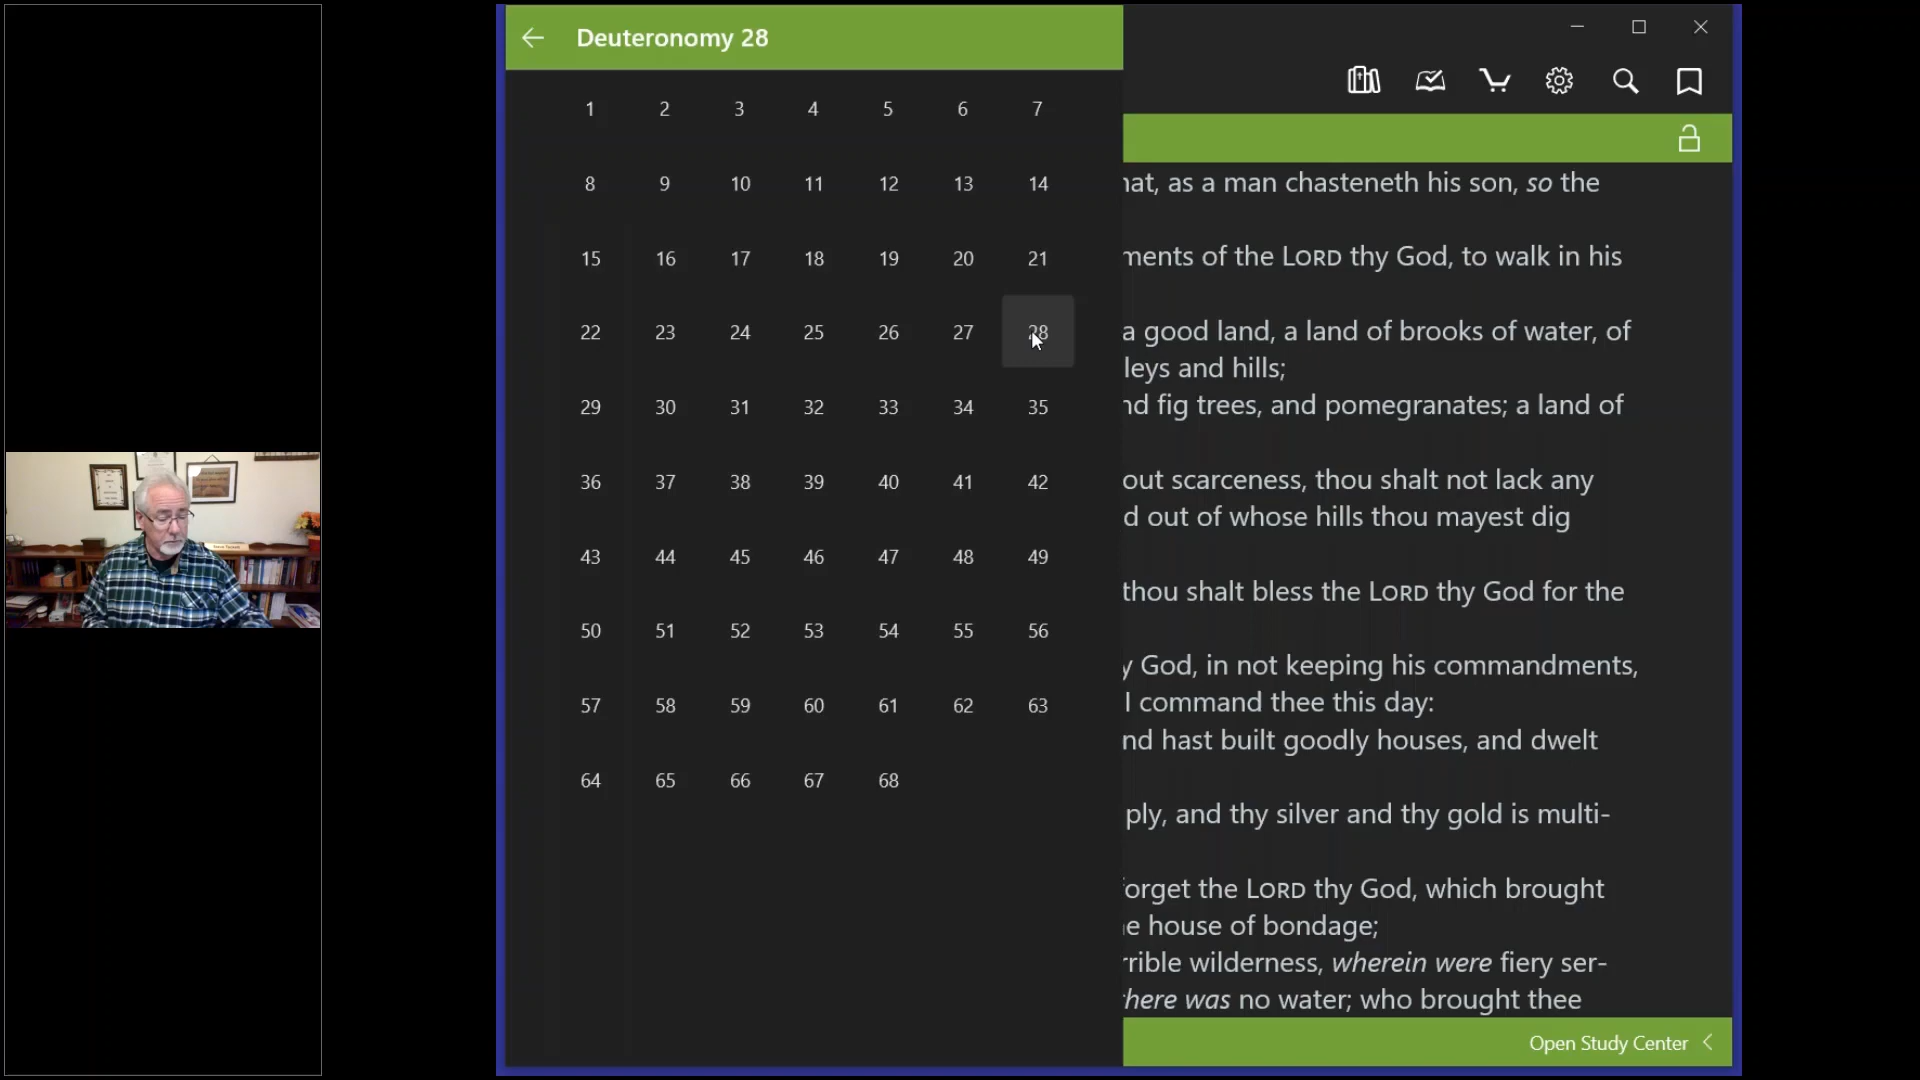 Deuteronomy 28
1 2 3 4 5 6 7
8 9 10 11 12 13 14
15 16 17 18 19 20 21
22 23 24 25 26 27 28
29 30 31 32 33 34 35
36 37 38 39 40 41 42
43 44 45 46 47 48 49
50 51 52 53 54 55 56
57 58 59 60 61 62 63
64 65 66 67 68
hat, as a man chasteneth his son, so the
ments of the LORD thy God, to walk in his
a good land, a land of brooks of water, of
leys and hills;
nd fig trees, and pomegranates; a land of
out scarceness, thou shalt not lack any
d out of whose hills thou mayest dig
thou shalt bless the LORD thy God for the
y God, in not keeping his commandments,
I command thee this day:
nd hast built goodly houses, and dwelt
ply, and thy silver and thy gold is multi-
forget the LORD thy God, which brought
e house of bondage;
rrible wilderness, wherein were fiery ser-
there was no water; who brought thee
Open Study Center